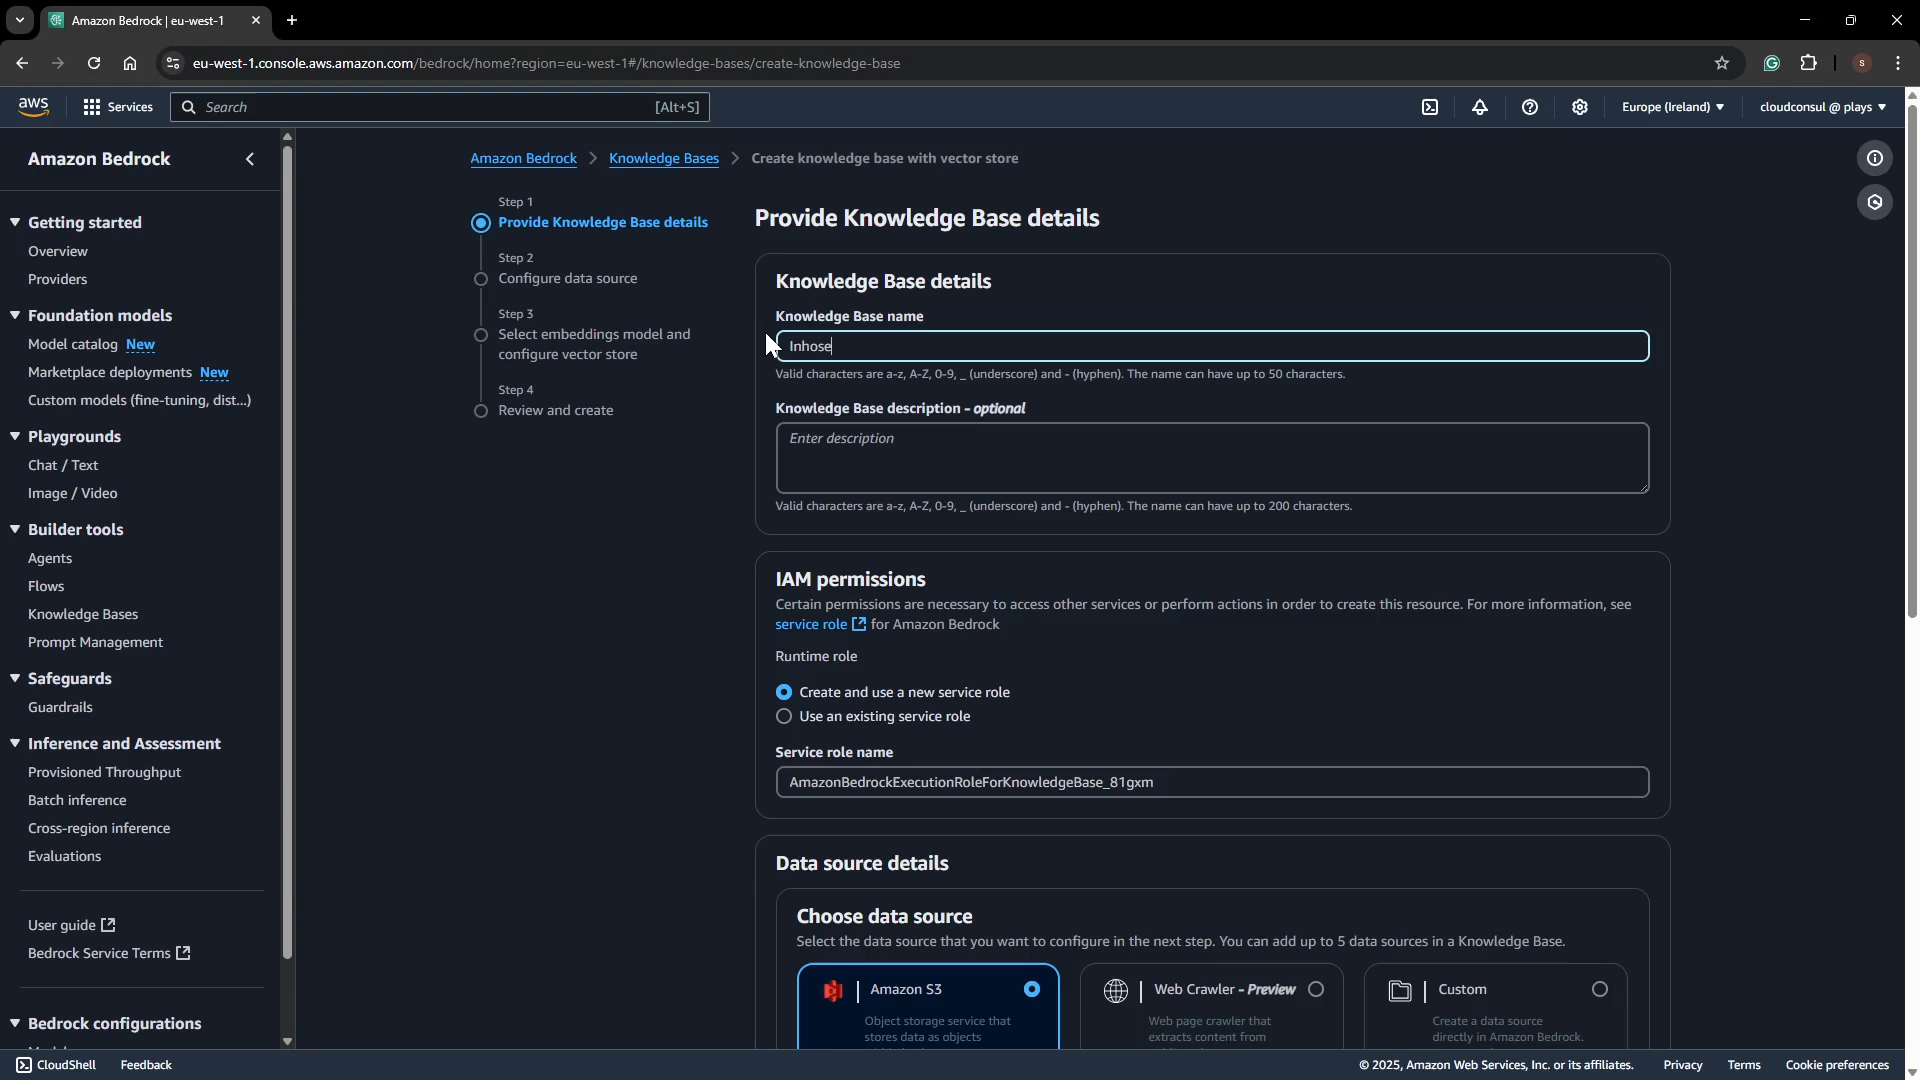 Amazon Bedrock | eu-west-1
eu-west-1.console.aws.amazon.com/bedrock/home?region=eu-west-1#/knowledge-bases/create-knowledge-base
S
aws
Services
Search
[Alt+S]
Europe (Ireland)
cloudconsul @ plays
Amazon Bedrock
Getting started
Overview
Providers
Foundation models
Model catalog New
Marketplace deployments New
Custom models (fine-tuning, dist...)
Playgrounds
Chat / Text
Image / Video
Builder tools
Agents
Flows
Knowledge Bases
Prompt Management
Safeguards
Guardrails
Inference and Assessment
Provisioned Throughput
Batch inference
Cross-region inference
Evaluations
User guide
Bedrock Service Terms
Bedrock configurations
Amazon Bedrock > Knowledge Bases > Create knowledge base with vector store
Step 1
Provide Knowledge Base details
Step 2
Configure data source
Step 3
Select embeddings model and
configure vector store
Step 4
Review and create
Provide Knowledge Base details
Knowledge Base details
Knowledge Base name
Inhose
Valid characters are a-z, A-Z, 0-9, _ (underscore) and - (hyphen). The name can have up to 50 characters.
Knowledge Base description - optional
Enter description
Valid characters are a-z, A-Z, 0-9, _ (underscore) and - (hyphen). The name can have up to 200 characters.
IAM permissions
Certain permissions are necessary to access other services or perform actions in order to create this resource. For more information, see
service role for Amazon Bedrock
Runtime role
Create and use a new service role
Use an existing service role
Service role name
AmazonBedrockExecutionRoleForKnowledgeBase_81gxm
Data source details
Choose data source
Select the data source that you want to configure in the next step. You can add up to 5 data sources in a Knowledge Base.
Amazon S3
Object storage service that
stores data as objects
Web Crawler - Preview
Web page crawler that
extracts content from
Custom
Create a data source
directly in Amazon Bedrock.
CloudShell
Feedback
© 2025, Amazon Web Services, Inc. or its affiliates.
Privacy
Terms
Cookie preferences